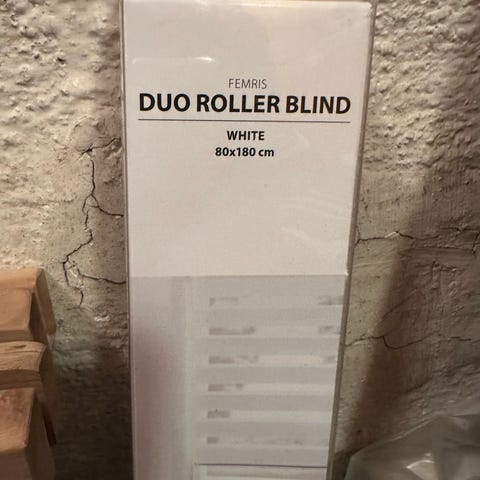 FEMRIS
DUO ROLLER BLIND
WHITE
80x180 cm